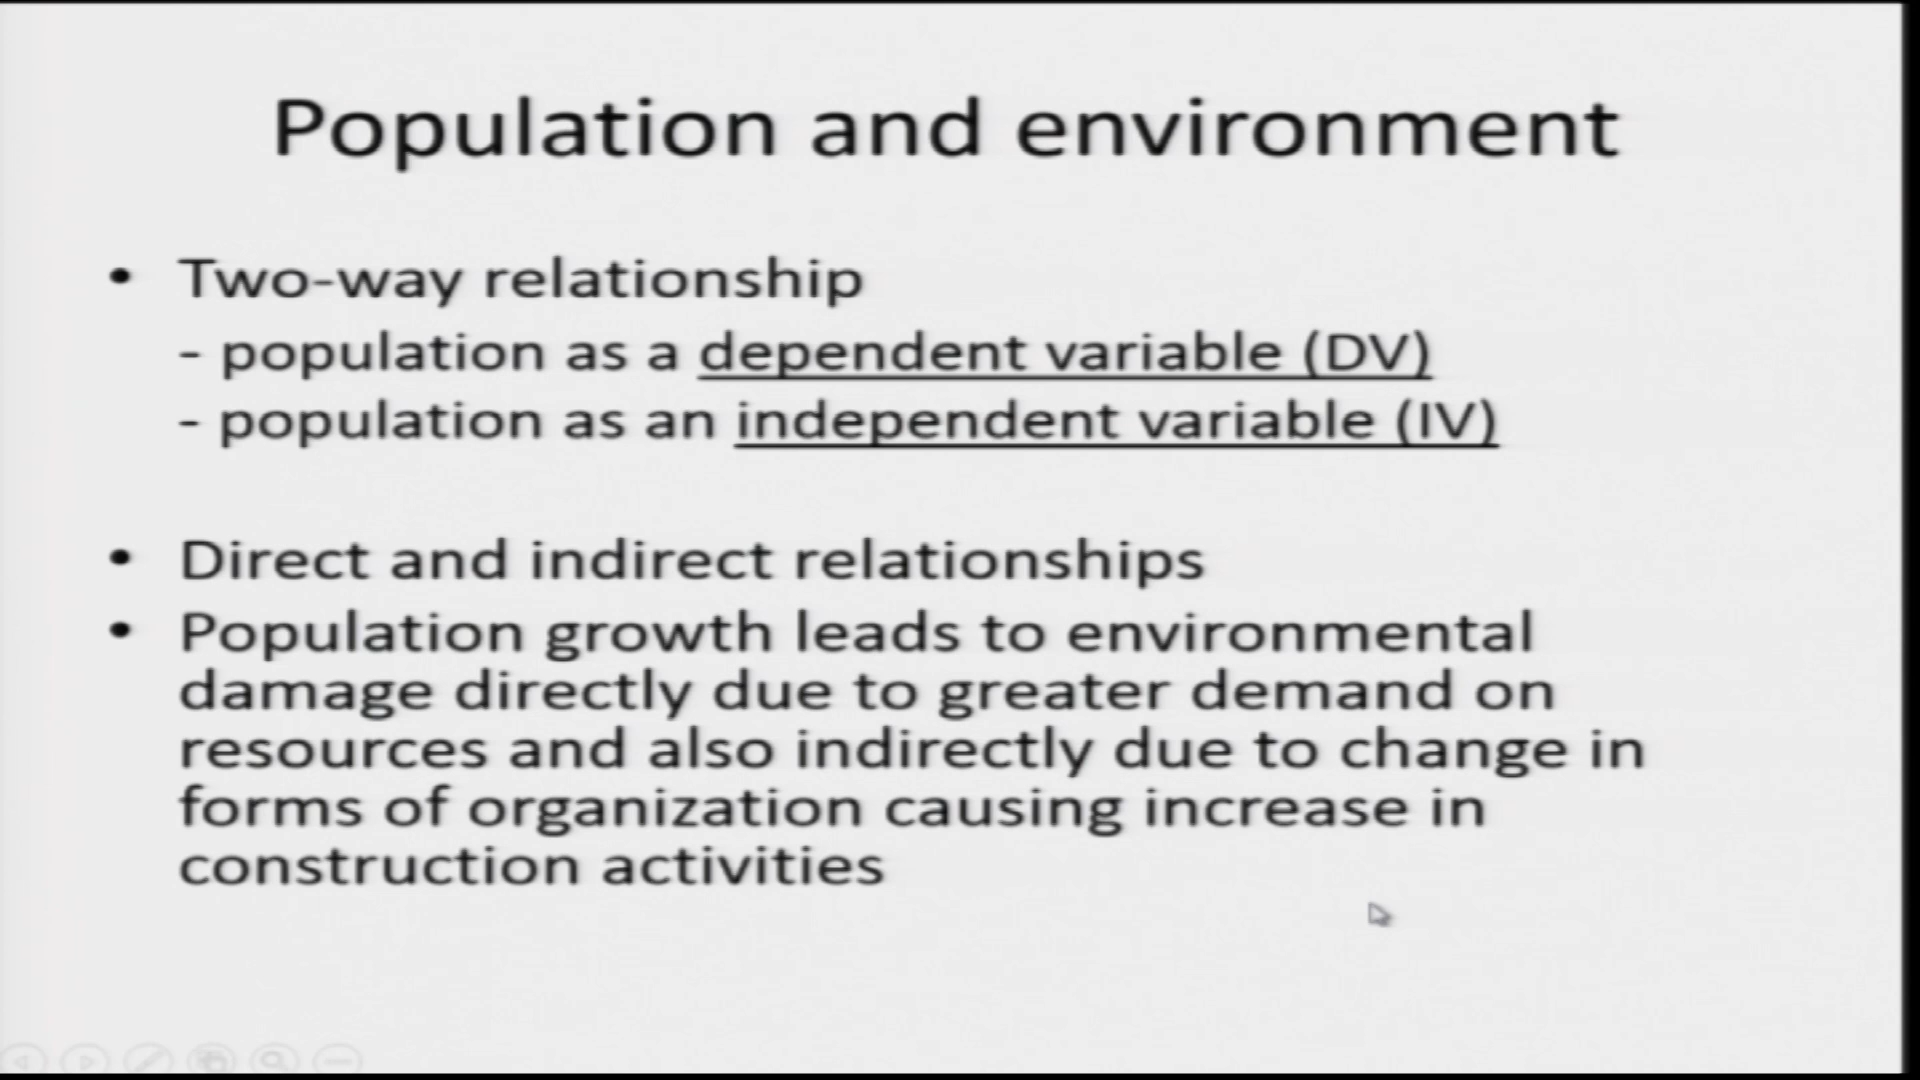 Population and environment
• Two-way relationship
- population as a dependent variable (DV)
- population as an independent variable (IV)
• Direct and indirect relationships
• Population growth leads to environmental
damage directly due to greater demand on
resources and also indirectly due to change in
forms of organization causing increase in
construction activities